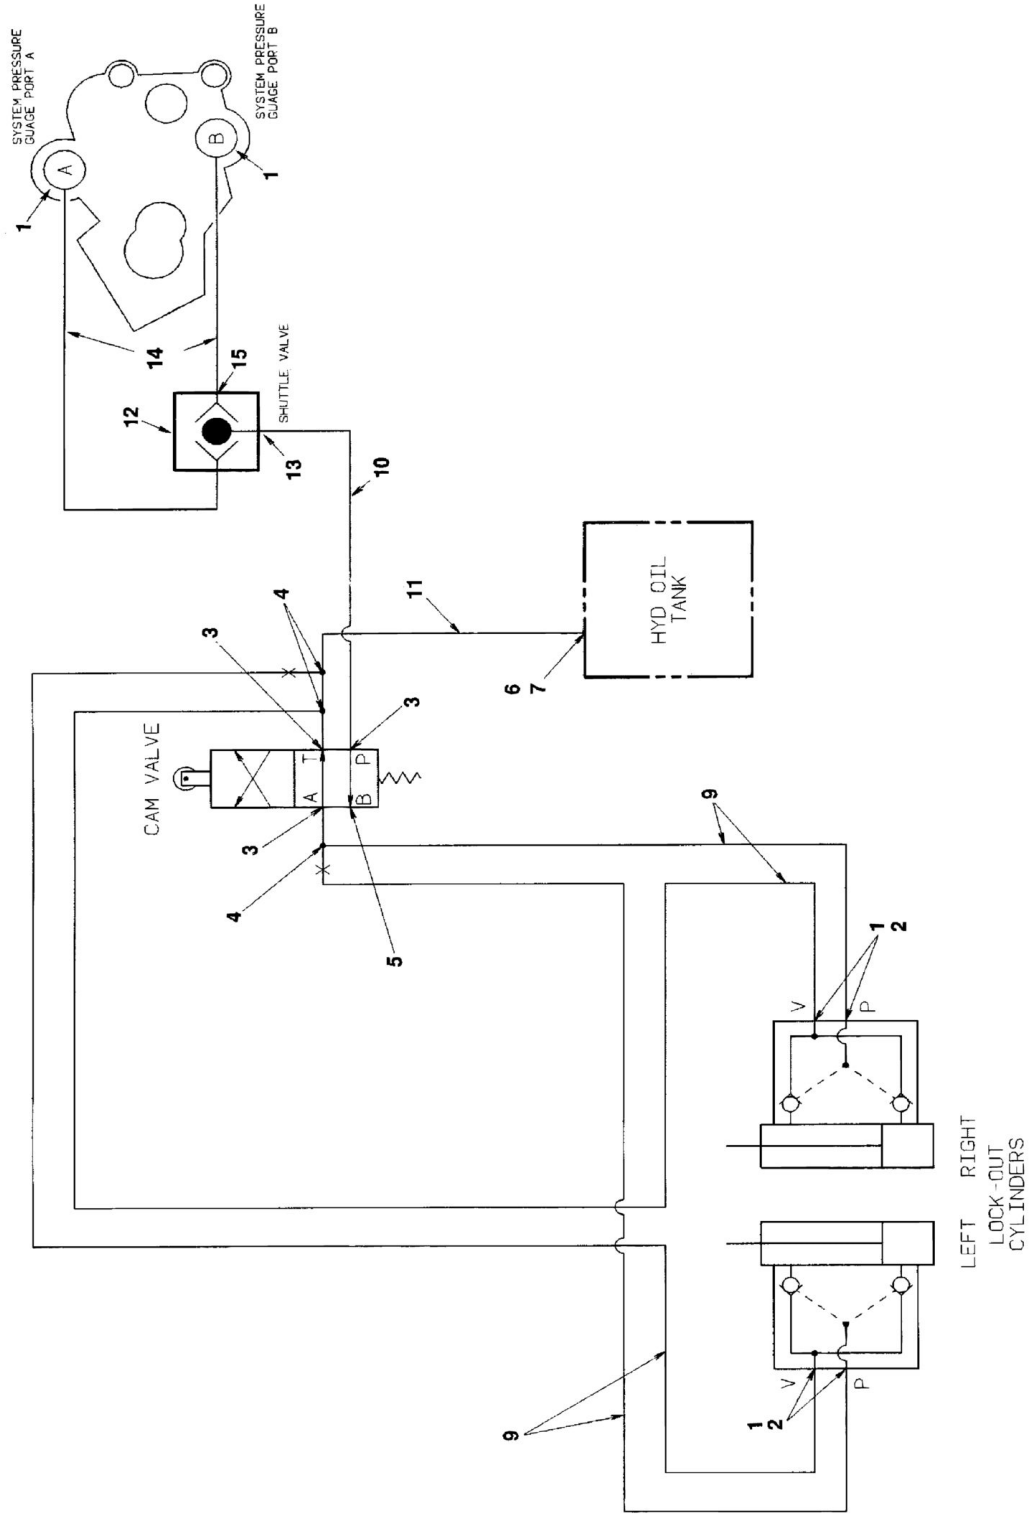 SYSTEM PRESSURE
GUAGE PORT A
1
A
12
CAM VALVE
14
3
B
4
15
3
SYSTEM PRESSURE
GUAGE PORT B
1
4
SHUTTLE VALVE
13
A T
B P
10
5
3
11
9
6
7
HYD OIL
TANK
9
1
2
V
V
P
P
1
2
LEFT RIGHT
LOCK-OUT
CYLINDERS